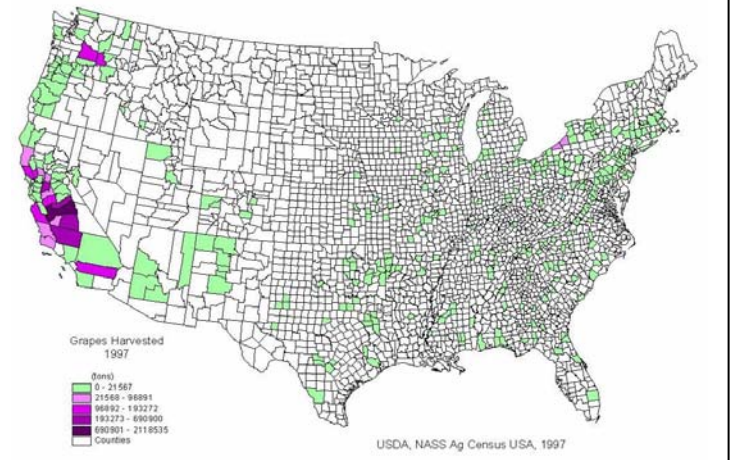 Grapes Harvested
1997
(tons)
0 - 21567
21568 - 96891
96892 - 193272
193273 - 690900
690901 - 2118535
Counties
USDA, NASS Ag Census USA, 1997